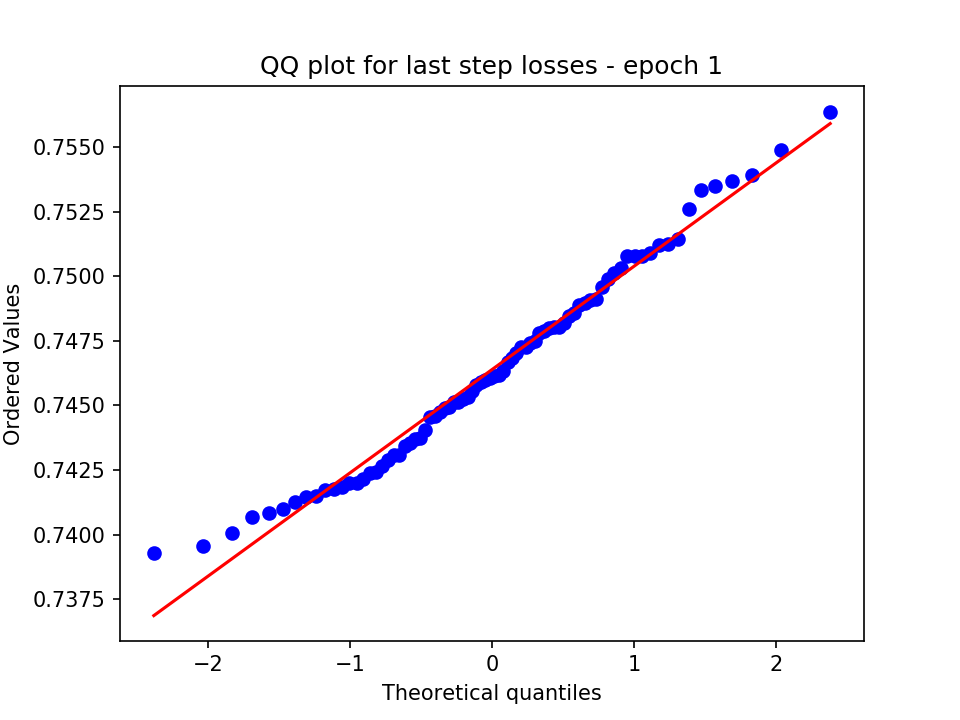 QQ plot for last step losses - epoch 1
Ordered Values
0.7550
0.7525
0.7500
0.7475
0.7450
0.7425
0.7400
0.7375
−2 −1 0 1 2
Theoretical quantiles